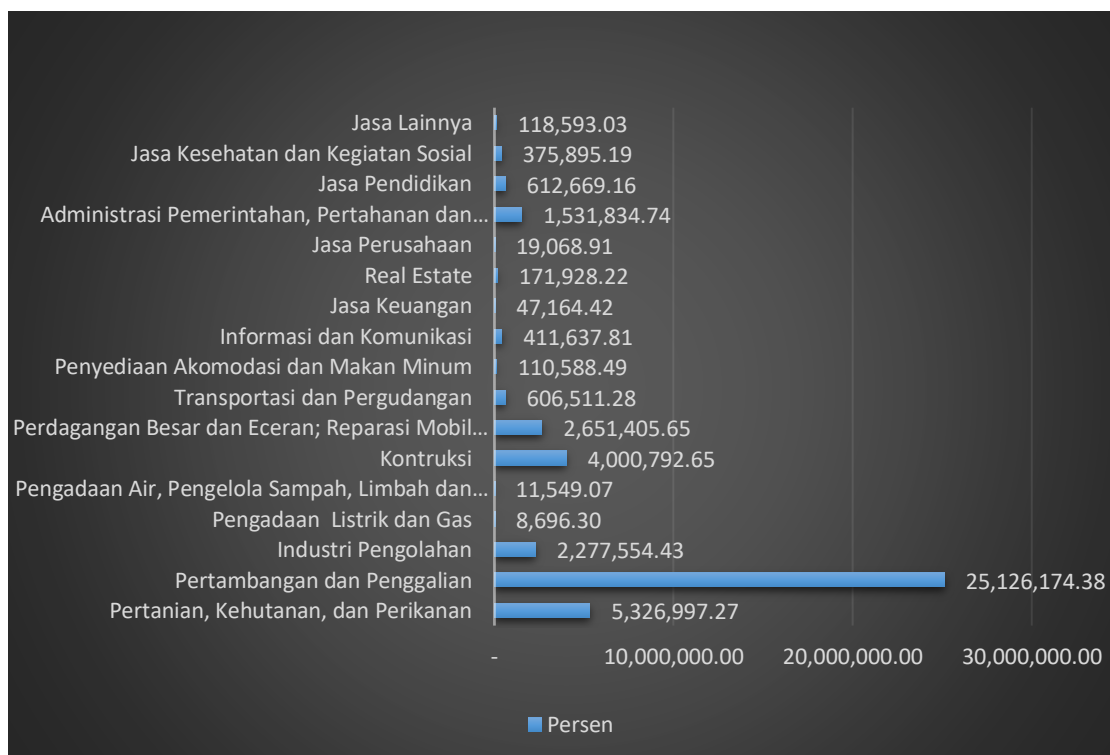 Jasa Lainnya 118,593.03
Jasa Kesehatan dan Kegiatan Sosial 375,895.19
Jasa Pendidikan 612,669.16
Administrasi Pemerintahan, Pertahanan dan... 1,531,834.74
Jasa Perusahaan 19,068.91
Real Estate 171,928.22
Jasa Keuangan 47,164.42
Informasi dan Komunikasi 411,637.81
Penyediaan Akomodasi dan Makan Minum 110,588.49
Transportasi dan Pergudangan 606,511.28
Perdagangan Besar dan Eceran; Reparasi Mobil... 2,651,405.65
Kontruksi 4,000,792.65
Pengadaan Air, Pengelola Sampah, Limbah dan... 11,549.07
Pengadaan  Listrik dan Gas 8,696.30
Industri Pengolahan 2,277,554.43
Pertambangan dan Penggalian 25,126,174.38
Pertanian, Kehutanan, dan Perikanan 5,326,997.27
- 10,000,000.00 20,000,000.00 30,000,000.00
Persen